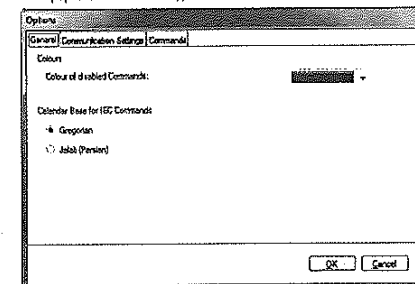 Options
General Communication Settings Commands
Colours
Colour of disabled Commands:
Calendar Base for IEC Commands
Gregorian
Jalali (Persian)
OK Cancel